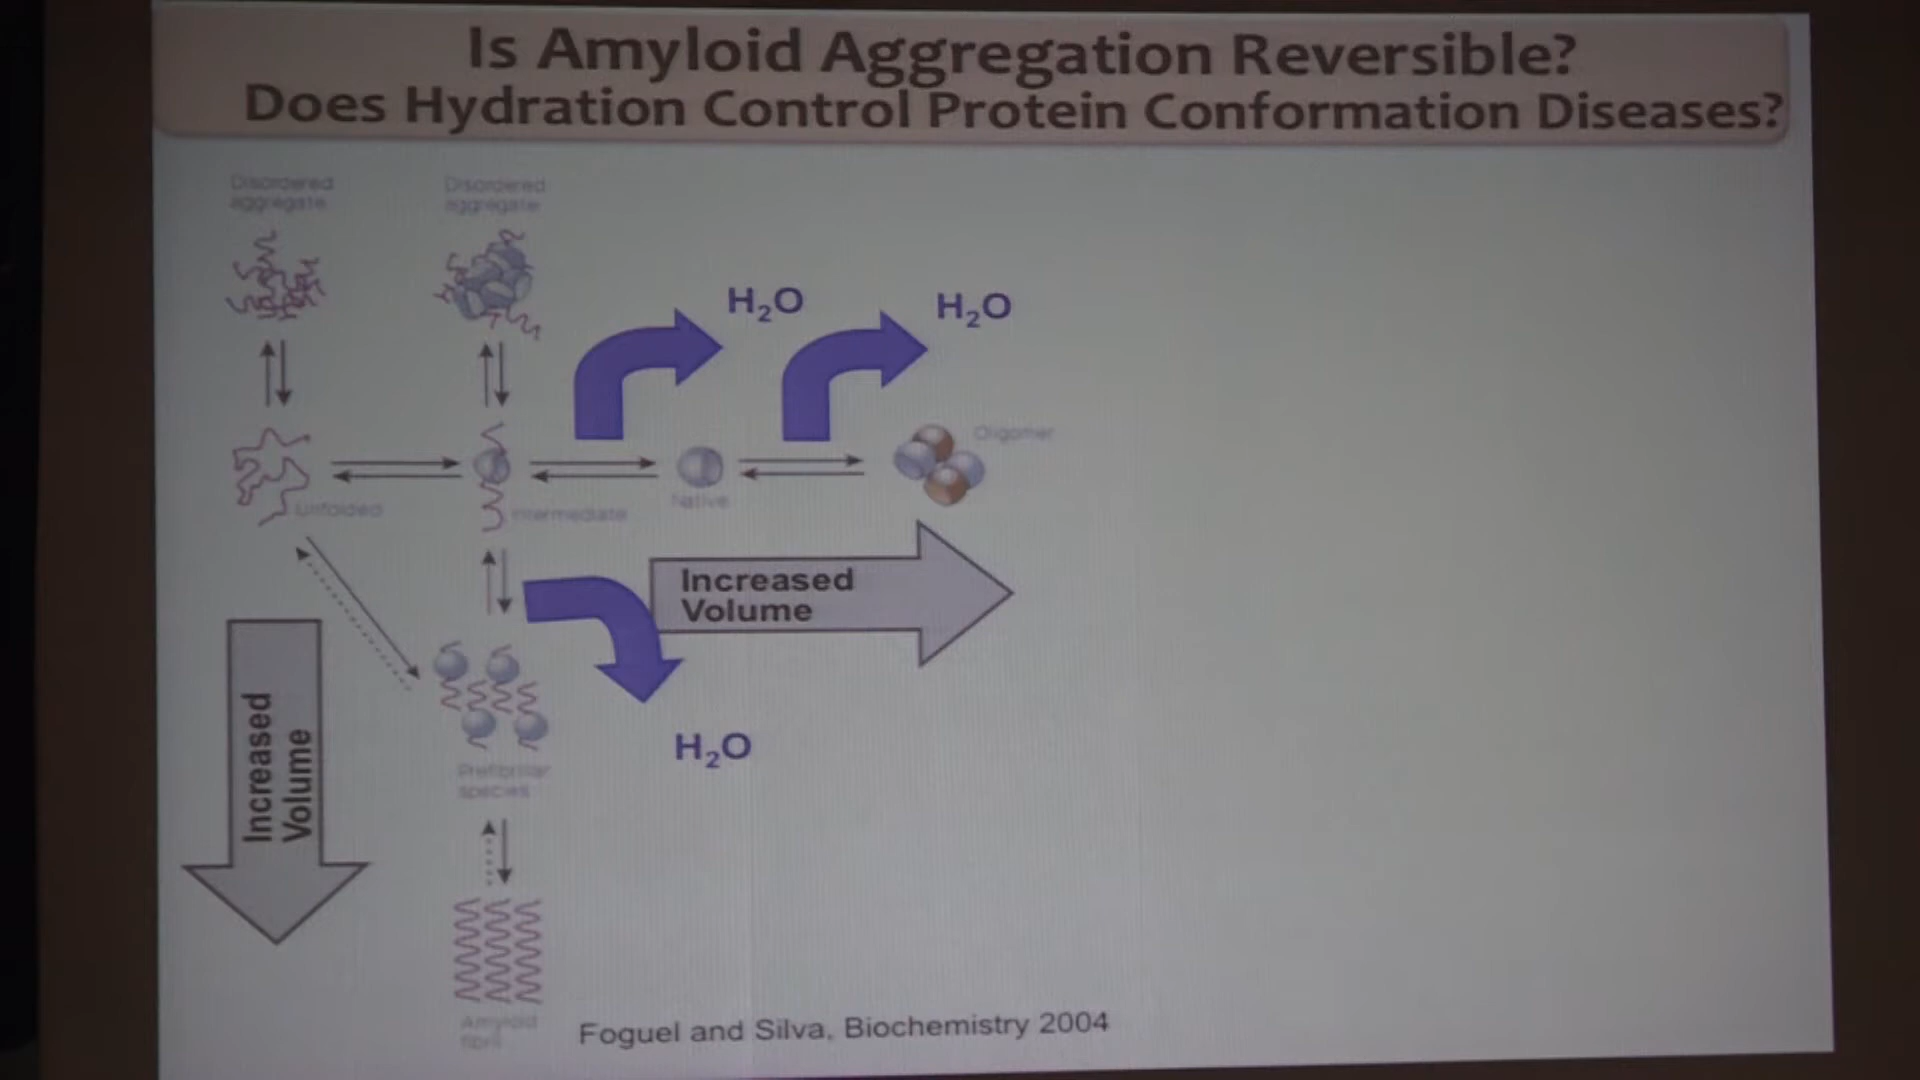 Is Amyloid Aggregation Reversible?
Does Hydration Control Protein Conformation Diseases?
Disordered
aggregate
Disordered
aggregate
H₂O
H₂O
Oligomer
Unfolded
Intermediate
Native
Increased
Volume
Increased
Volume
H₂O
Prefibrillar
species
Amyloid
fibril
Foguel and Silva, Biochemistry 2004